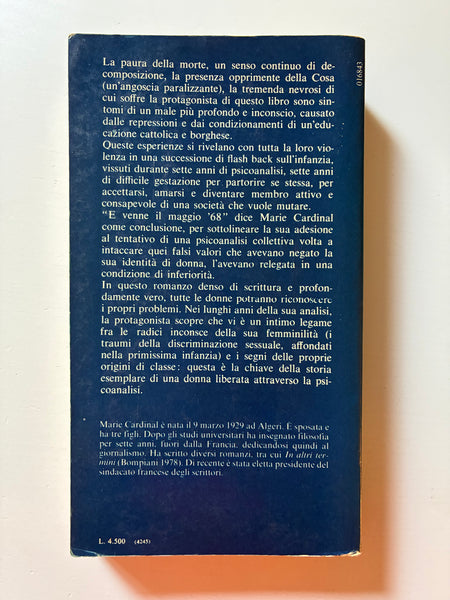 016843
La paura della morte, un senso continuo di de-
composizione, la presenza opprimente della Cosa
(un'angoscia paralizzante), la tremenda nevrosi di
cui soffre la protagonista di questo libro sono sin-
tomi di un male più profondo e inconscio, causato
dalle repressioni e dai condizionamenti di un'edu-
cazione cattolica e borghese.
Queste esperienze si rivelano con tutta la loro vio-
lenza in una successione di flash back sull'infanzia,
vissuti durante sette anni di psicoanalisi, sette anni
di difficile gestazione per partorire se stessa, per
accettarsi, amarsi e diventare membro attivo e
consapevole di una società che vuole mutare.
"E venne il maggio '68" dice Marie Cardinal
come conclusione, per sottolineare la sua adesione
al tentativo di una psicoanalisi collettiva volta a
intaccare quei falsi valori che avevano negato la
sua identità di donna, l'avevano relegata in una
condizione di inferiorità.
In questo romanzo denso di scrittura e profon-
damente vero, tutte le donne potranno riconoscere
i propri problemi. Nei lunghi anni della sua analisi,
la protagonista scopre che vi è un intimo legame
fra le radici inconsce della sua femminilità (i
traumi della discriminazione sessuale, affondati
nella primissima infanzia) e i segni delle proprie
origini di classe: questa è la chiave della storia
esemplare di una donna liberata attraverso la psi-
coanalisi.
Marie Cardinal è nata il 9 marzo 1929 ad Algeri. È sposata e
ha tre figli. Dopo gli studi universitari ha insegnato filosofia
per sette anni, fuori dalla Francia, dedicandosi quindi al
giornalismo. Ha scritto diversi romanzi, tra cui In altri ter-
mini (Bompiani 1978). Di recente è stata eletta presidente del
sindacato francese degli scrittori.
L. 4.500 (4245)